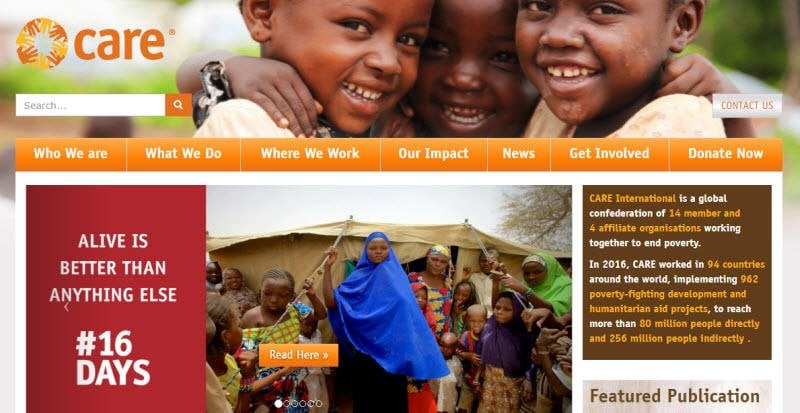 care®
Search...
CONTACT US
Who We are
What We Do
Where We Work
Our Impact
News
Get Involved
Donate Now
ALIVE IS
BETTER THAN
ANYTHING ELSE
#16
DAYS
Read Here »
CARE International is a global
confederation of 14 member and
4 affiliate organisations working
together to end poverty.
In 2016, CARE worked in 94 countries
around the world, implementing 962
poverty-fighting development and
humanitarian aid projects, to reach
more than 80 million people directly
and 256 million people indirectly .
Featured Publication